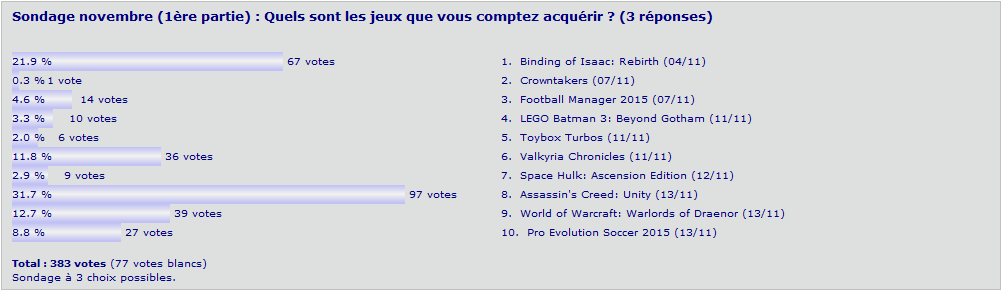 Sondage novembre (1ère partie) : Quels sont les jeux que vous comptez acquérir ? (3 réponses)
21.9 % 67 votes 1. Binding of Isaac: Rebirth (04/11)
0.3 % 1 vote 2. Crowntakers (07/11)
4.6 % 14 votes 3. Football Manager 2015 (07/11)
3.3 % 10 votes 4. LEGO Batman 3: Beyond Gotham (11/11)
2.0 % 6 votes 5. Toybox Turbos (11/11)
11.8 % 36 votes 6. Valkyria Chronicles (11/11)
2.9 % 9 votes 7. Space Hulk: Ascension Edition (12/11)
31.7 % 97 votes 8. Assassin's Creed: Unity (13/11)
12.7 % 39 votes 9. World of Warcraft: Warlords of Draenor (13/11)
8.8 % 27 votes 10. Pro Evolution Soccer 2015 (13/11)
Total : 383 votes (77 votes blancs)
Sondage à 3 choix possibles.